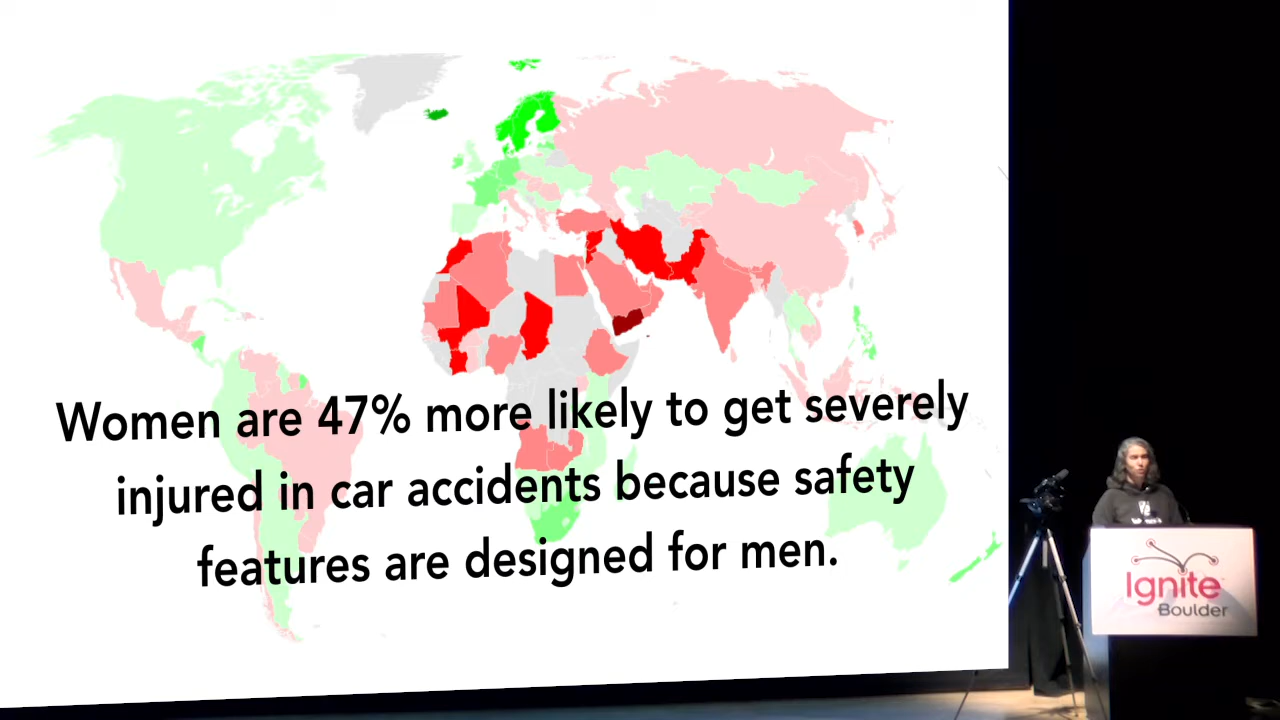 Women are 47% more likely to get severely
injured in car accidents because safety
features are designed for men.
Ignite
Boulder